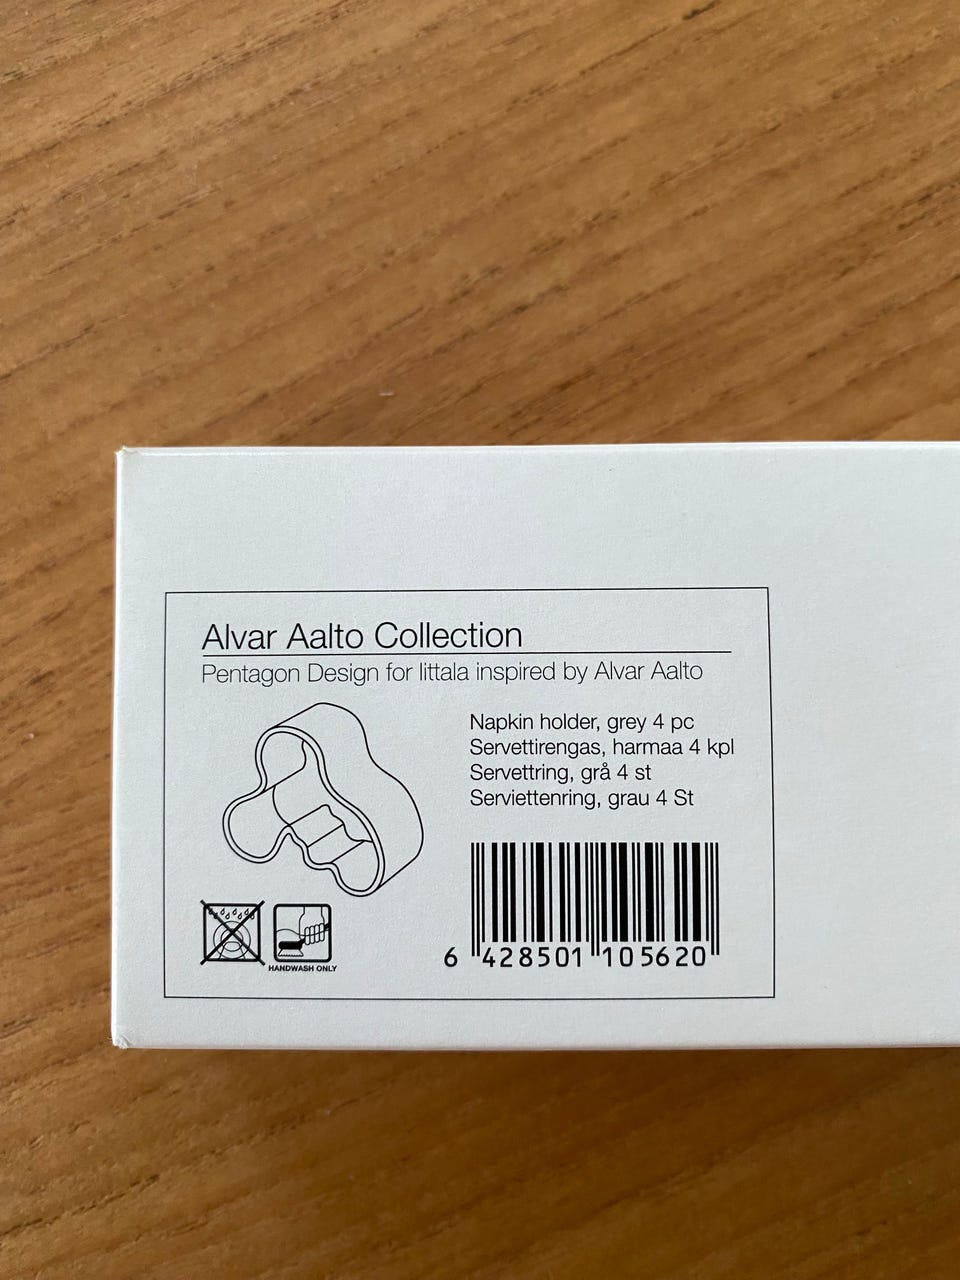 Alvar Aalto Collection
Pentagon Design for Iittala inspired by Alvar Aalto
Napkin holder, grey 4 pc
Servettirengas, harmaa 4 kpl
Servettring, grå 4 st
Serviettenring, grau 4 St
HANDWASH ONLY
6 428501 105620